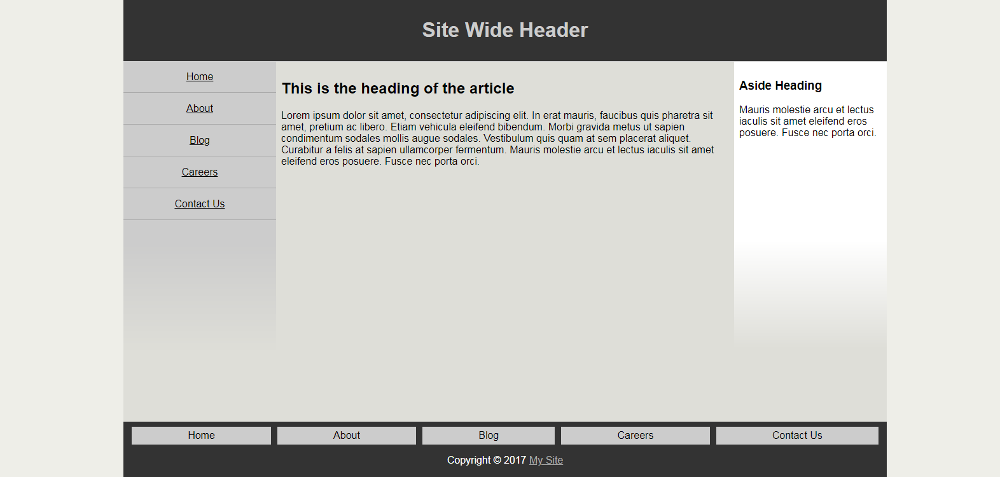 Site Wide Header
Home
About
Blog
Careers
Contact Us
This is the heading of the article
Lorem ipsum dolor sit amet, consectetur adipiscing elit. In erat mauris, faucibus quis pharetra sit
amet, pretium ac libero. Etiam vehicula eleifend bibendum. Morbi gravida metus ut sapien
condimentum sodales mollis augue sodales. Vestibulum quis quam at sem placerat aliquet.
Curabitur a felis at sapien ullamcorper fermentum. Mauris molestie arcu et lectus iaculis sit amet
eleifend eros posuere. Fusce nec porta orci.
Aside Heading
Mauris molestie arcu et lectus
iaculis sit amet eleifend eros
posuere. Fusce nec porta orci.
Home About Blog Careers Contact Us
Copyright © 2017 My Site